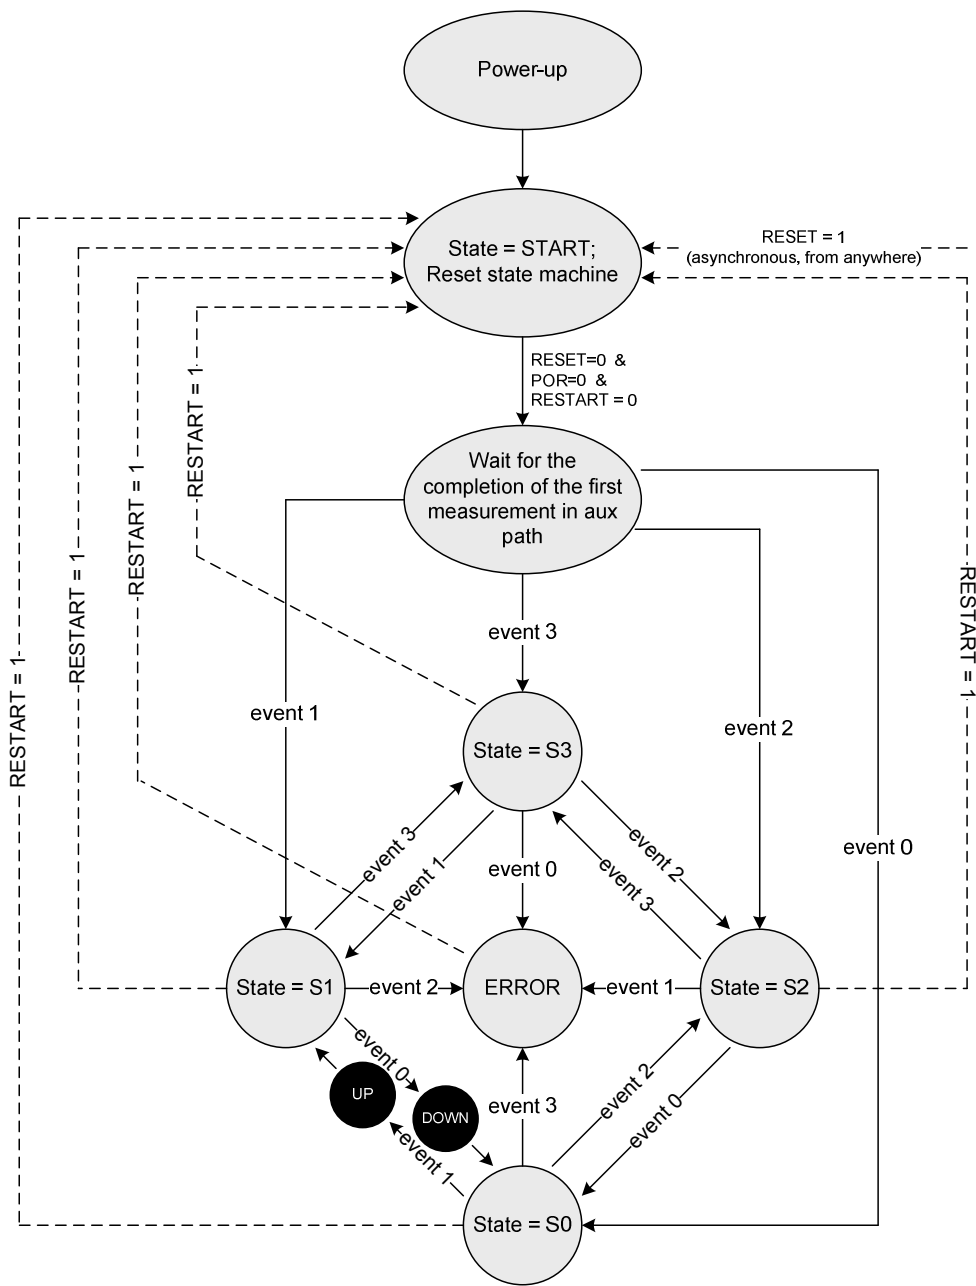 Power-up
State = START;
Reset state machine
RESET = 1
(asynchronous, from anywhere)
RESET=0 &
POR=0 &
RESTART = 0
RESTART = 1
RESTART = 1
RESTART = 1
RESTART = 1
RESTART = 1
Wait for the
completion of the first
measurement in aux
path
event 3
event 1
event 2
State = S3
event 0
event 3
event 1
event 0
event 2
event 3
State = S1
event 2
ERROR
event 1
State = S2
event 0
UP
DOWN
event 1
event 3
event 2
event 0
State = S0